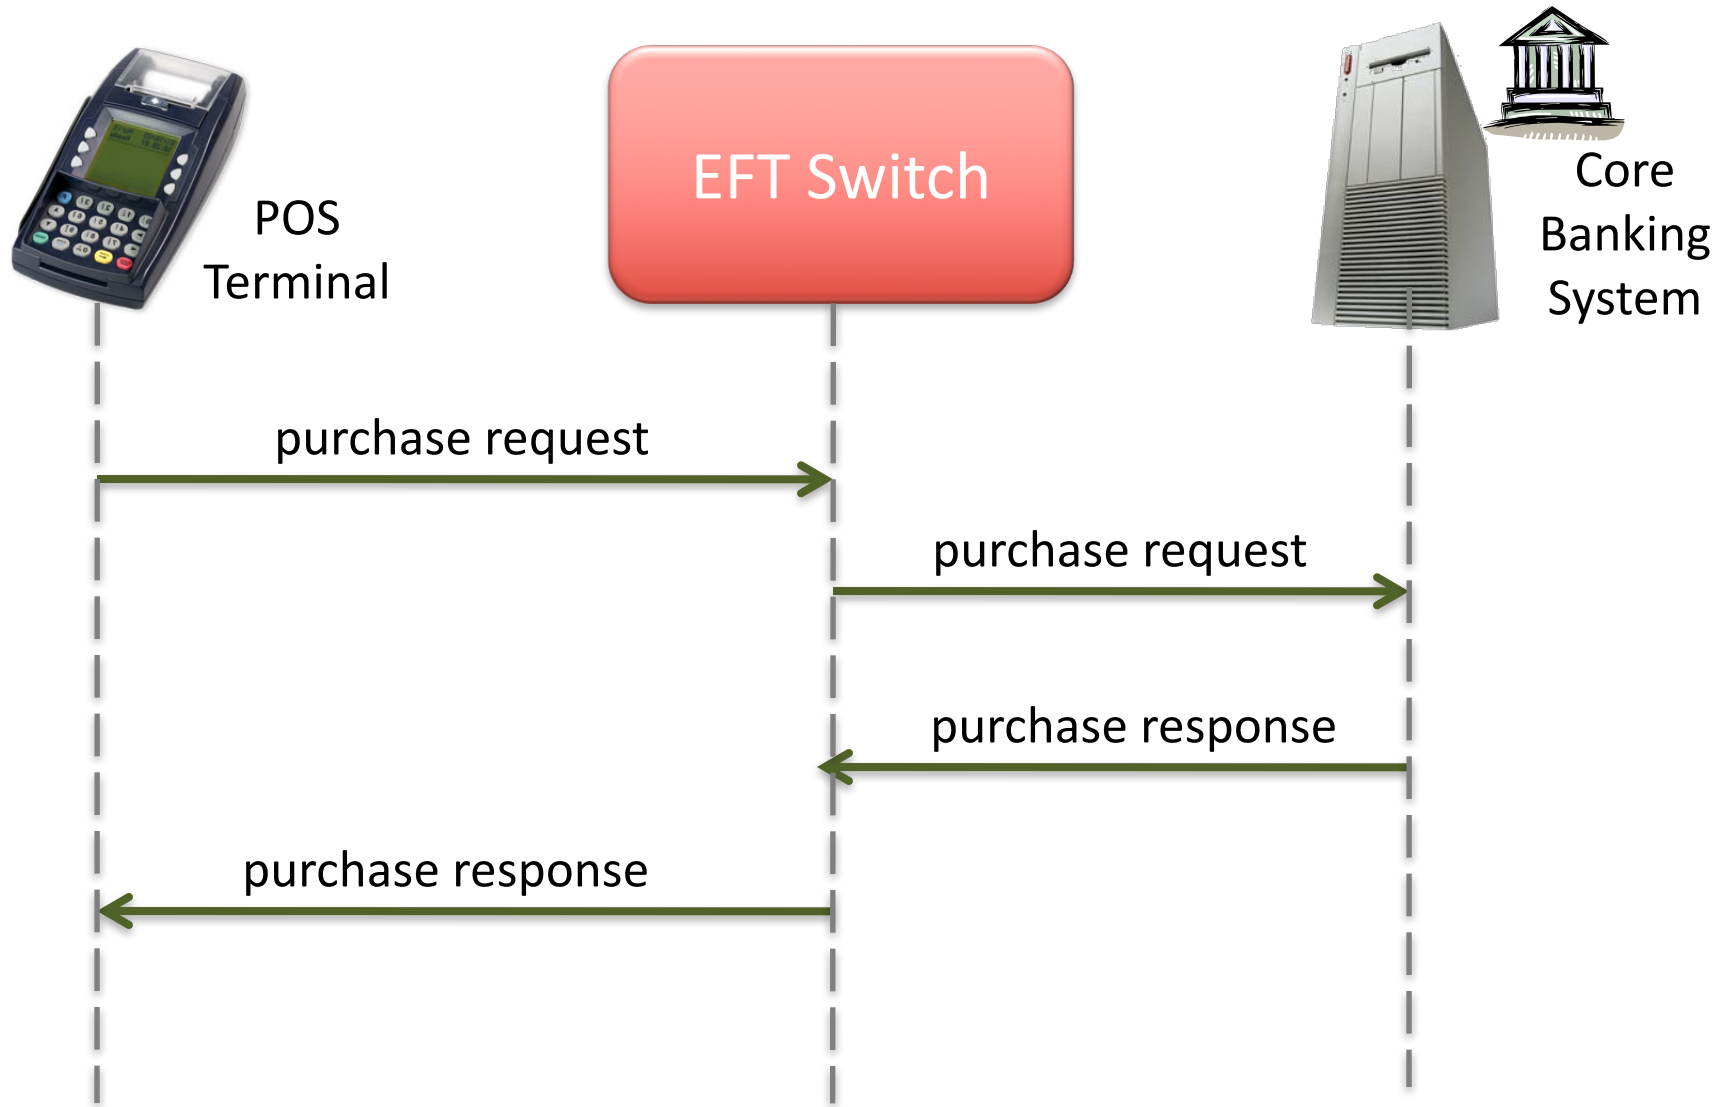 POS
Terminal
EFT Switch
Core
Banking
System
purchase request
purchase request
purchase response
purchase response